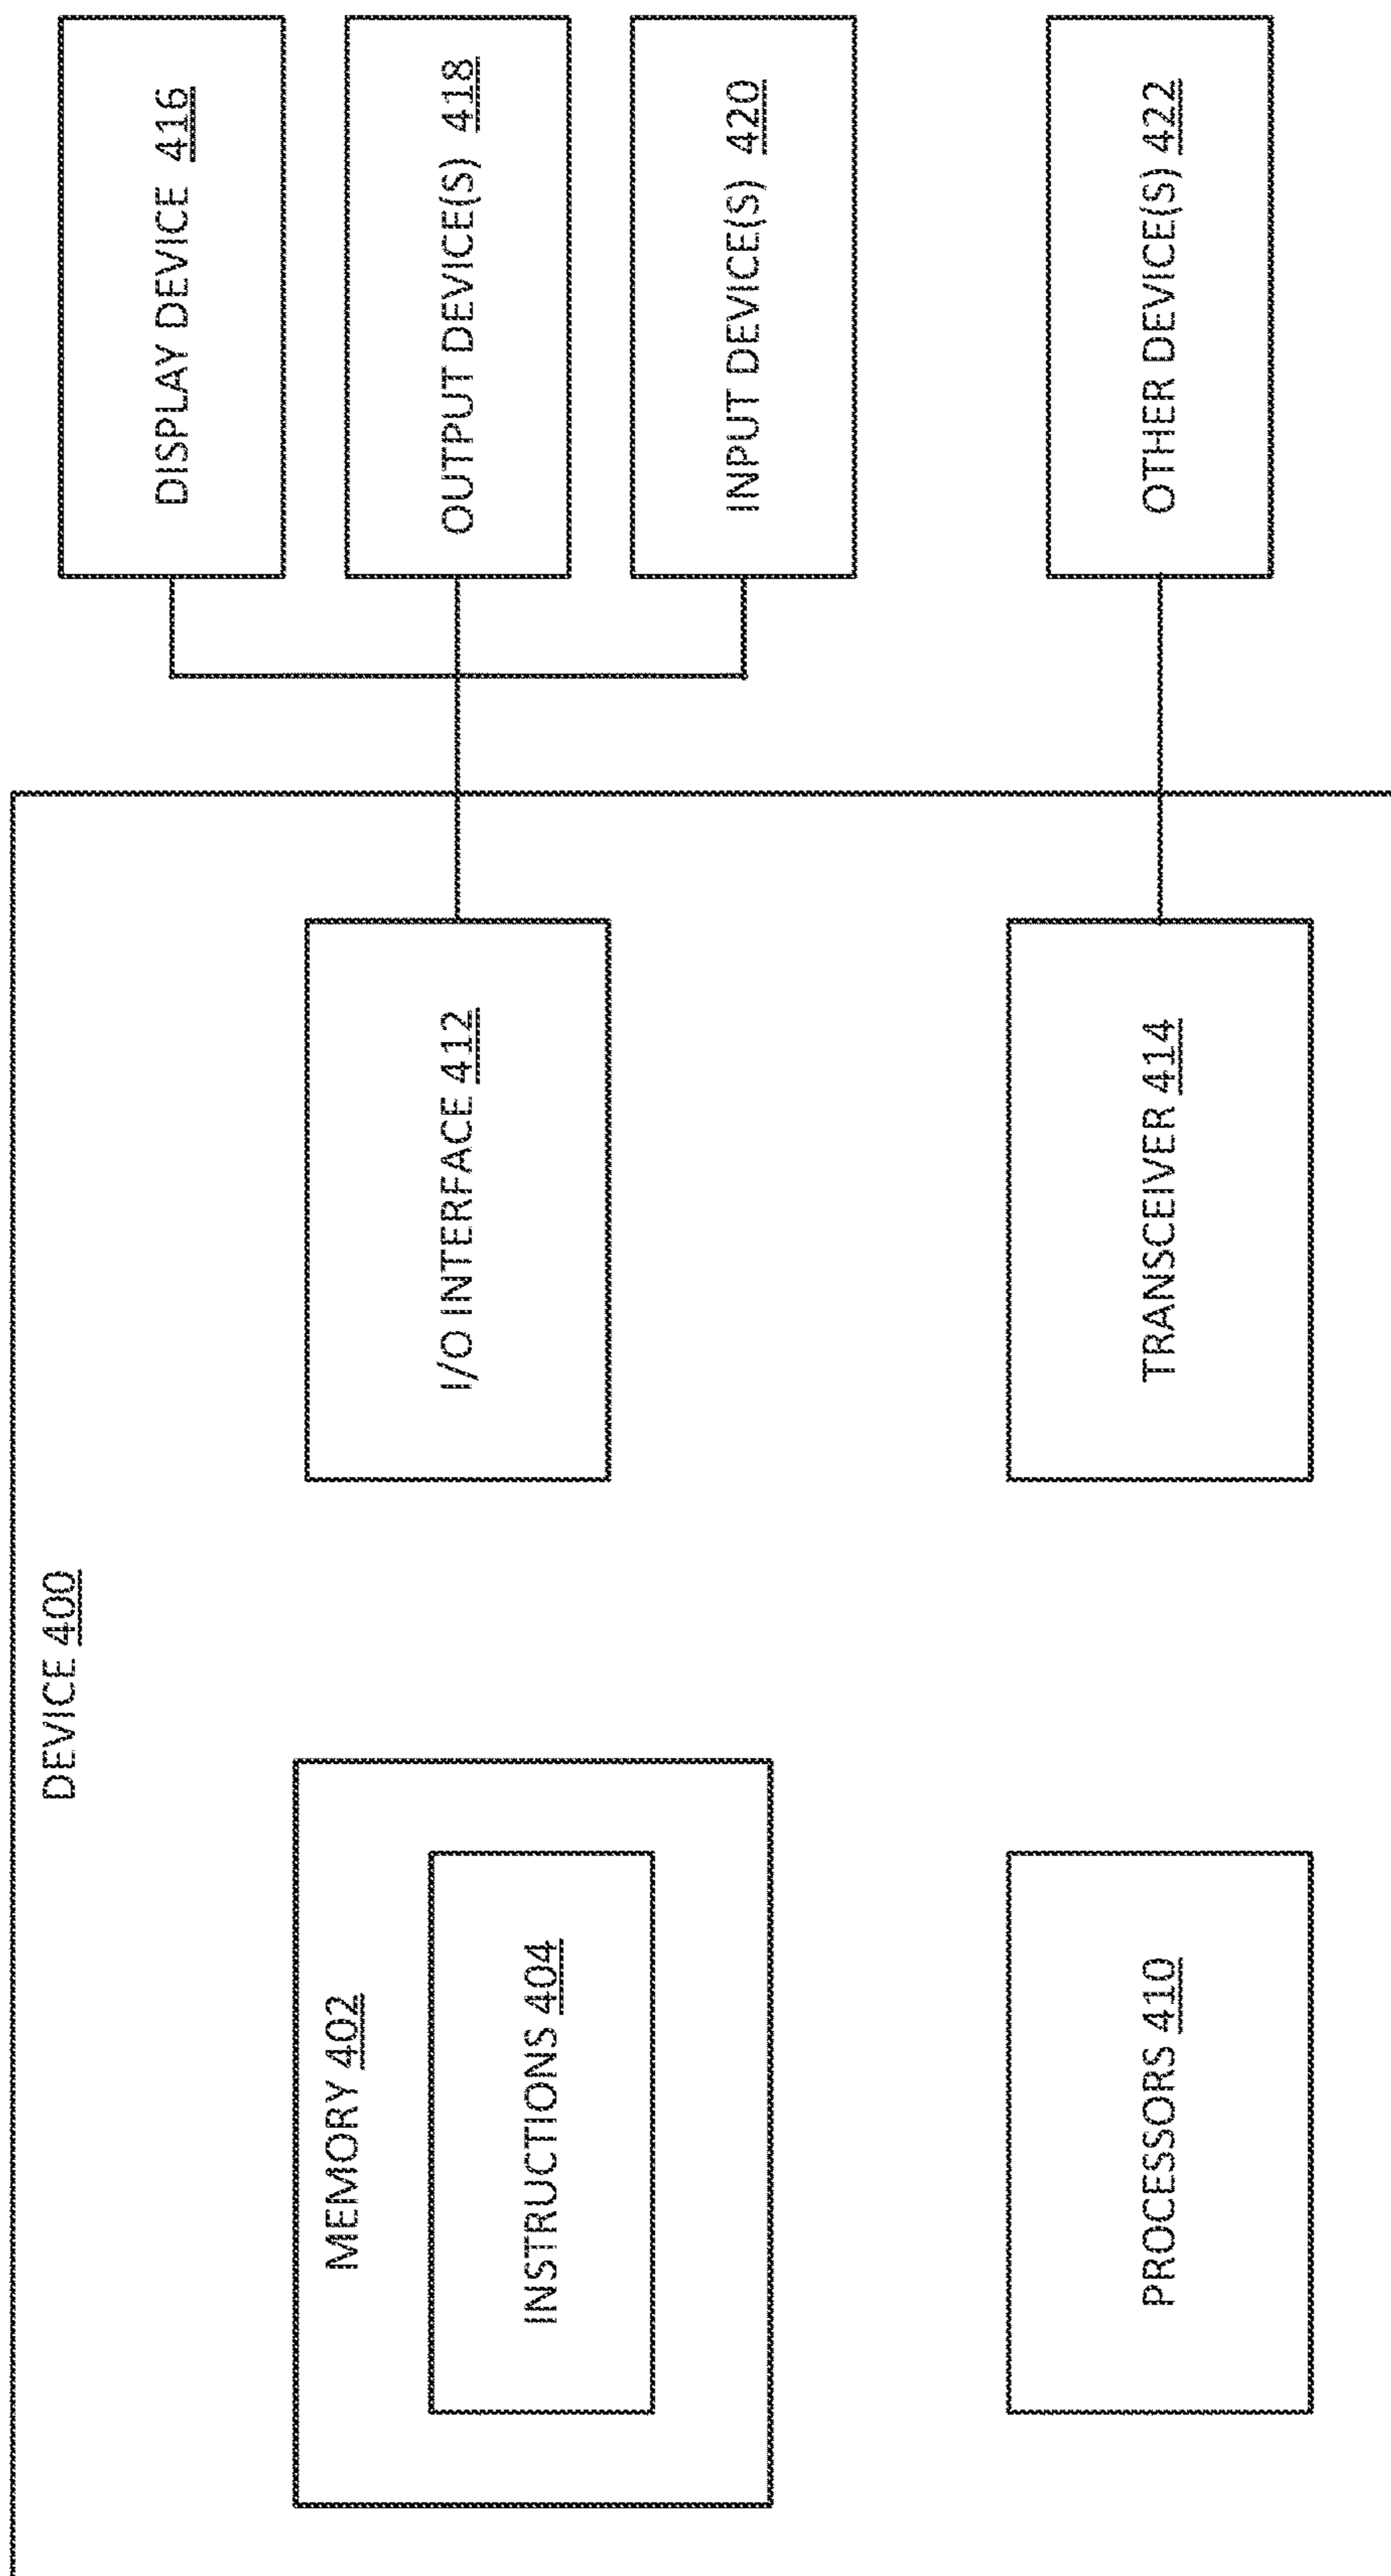 DEVICE 400
MEMORY 402
INSTRUCTIONS 404
PROCESSORS 410
I/O INTERFACE 412
TRANSCEIVER 414
DISPLAY DEVICE 416
OUTPUT DEVICE(S) 418
INPUT DEVICE(S) 420
OTHER DEVICE(S) 422